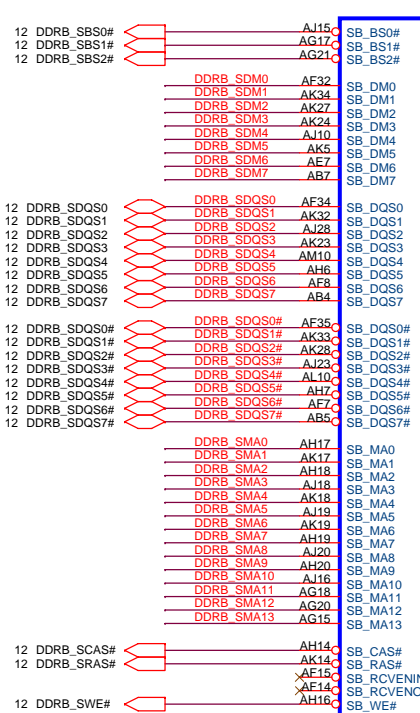 12 DDRB_SBS0# AJ15 SB_BS0#
12 DDRB_SBS1# AG17 SB_BS1#
12 DDRB_SBS2# AG21 SB_BS2#
DDRB_SDM0 AF32 SB_DM0
DDRB_SDM1 AK34 SB_DM1
DDRB_SDM2 AK27 SB_DM2
DDRB_SDM3 AK24 SB_DM3
DDRB_SDM4 AJ10 SB_DM4
DDRB_SDM5 AK5 SB_DM5
DDRB_SDM6 AE7 SB_DM6
DDRB_SDM7 AB7 SB_DM7
12 DDRB_SDQS0 DDRB_SDQS0 AF34 SB_DQS0
12 DDRB_SDQS1 DDRB_SDQS1 AK32 SB_DQS1
12 DDRB_SDQS2 DDRB_SDQS2 AJ28 SB_DQS2
12 DDRB_SDQS3 DDRB_SDQS3 AK23 SB_DQS3
12 DDRB_SDQS4 DDRB_SDQS4 AM10 SB_DQS4
12 DDRB_SDQS5 DDRB_SDQS5 AH6 SB_DQS5
12 DDRB_SDQS6 DDRB_SDQS6 AF8 SB_DQS6
12 DDRB_SDQS7 DDRB_SDQS7 AB4 SB_DQS7
12 DDRB_SDQS0# DDRB_SDQS0# AF35 SB_DQS0#
12 DDRB_SDQS1# DDRB_SDQS1# AK33 SB_DQS1#
12 DDRB_SDQS2# DDRB_SDQS2# AK28 SB_DQS2#
12 DDRB_SDQS3# DDRB_SDQS3# AJ23 SB_DQS3#
12 DDRB_SDQS4# DDRB_SDQS4# AL10 SB_DQS4#
12 DDRB_SDQS5# DDRB_SDQS5# AH7 SB_DQS5#
12 DDRB_SDQS6# DDRB_SDQS6# AF7 SB_DQS6#
12 DDRB_SDQS7# DDRB_SDQS7# AB5 SB_DQS7#
DDRB_SMA0 AH17 SB_MA0
DDRB_SMA1 AK17 SB_MA1
DDRB_SMA2 AH18 SB_MA2
DDRB_SMA3 AJ18 SB_MA3
DDRB_SMA4 AK18 SB_MA4
DDRB_SMA5 AJ19 SB_MA5
DDRB_SMA6 AK19 SB_MA6
DDRB_SMA7 AH19 SB_MA7
DDRB_SMA8 AJ20 SB_MA8
DDRB_SMA9 AH20 SB_MA9
DDRB_SMA10 AJ16 SB_MA10
DDRB_SMA11 AG18 SB_MA11
DDRB_SMA12 AG20 SB_MA12
DDRB_SMA13 AG15 SB_MA13
12 DDRB_SCAS# AH14 SB_CAS#
12 DDRB_SRAS# AK14 SB_RAS#
AF15 SB_RCVENIN
AF14 SB_RCVENO
12 DDRB_SWE# AH16 SB_WE#